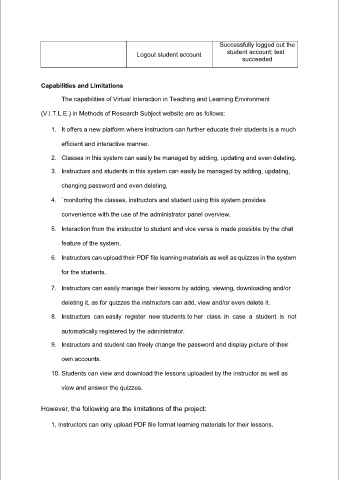 Successfully logged out the
Logout student account
student account; test
succeeded
Capabilities and Limitations
The capabilities of Virtual Interaction in Teaching and Learning Environment
(V.I.T.L.E.) in Methods of Research Subject website are as follows:
1. It offers a new platform where instructors can further educate their students is a much
efficient and interactive manner.
2. Classes in this system can easily be managed by adding, updating and even deleting.
3. Instructors and students in this system can easily be managed by adding, updating,
changing password and even deleting.
4. `monitoring the classes, instructors and student using this system provides
convenience with the use of the administrator panel overview.
5. Interaction from the instructor to student and vice versa is made possible by the chat
feature of the system.
6. Instructors can upload their PDF file learning materials as well as quizzes in the system
for the students.
7. Instructors can easily manage their lessons by adding, viewing, downloading and/or
deleting it, as for quizzes the instructors can add, view and/or even delete it.
8. Instructors can easily register new students to her class in case a student is not
automatically registered by the administrator.
9. Instructors and student can freely change the password and display picture of their
own accounts.
10. Students can view and download the lessons uploaded by the instructor as well as
view and answer the quizzes.
However, the following are the limitations of the project:
1. Instructors can only upload PDF file format learning materials for their lessons.